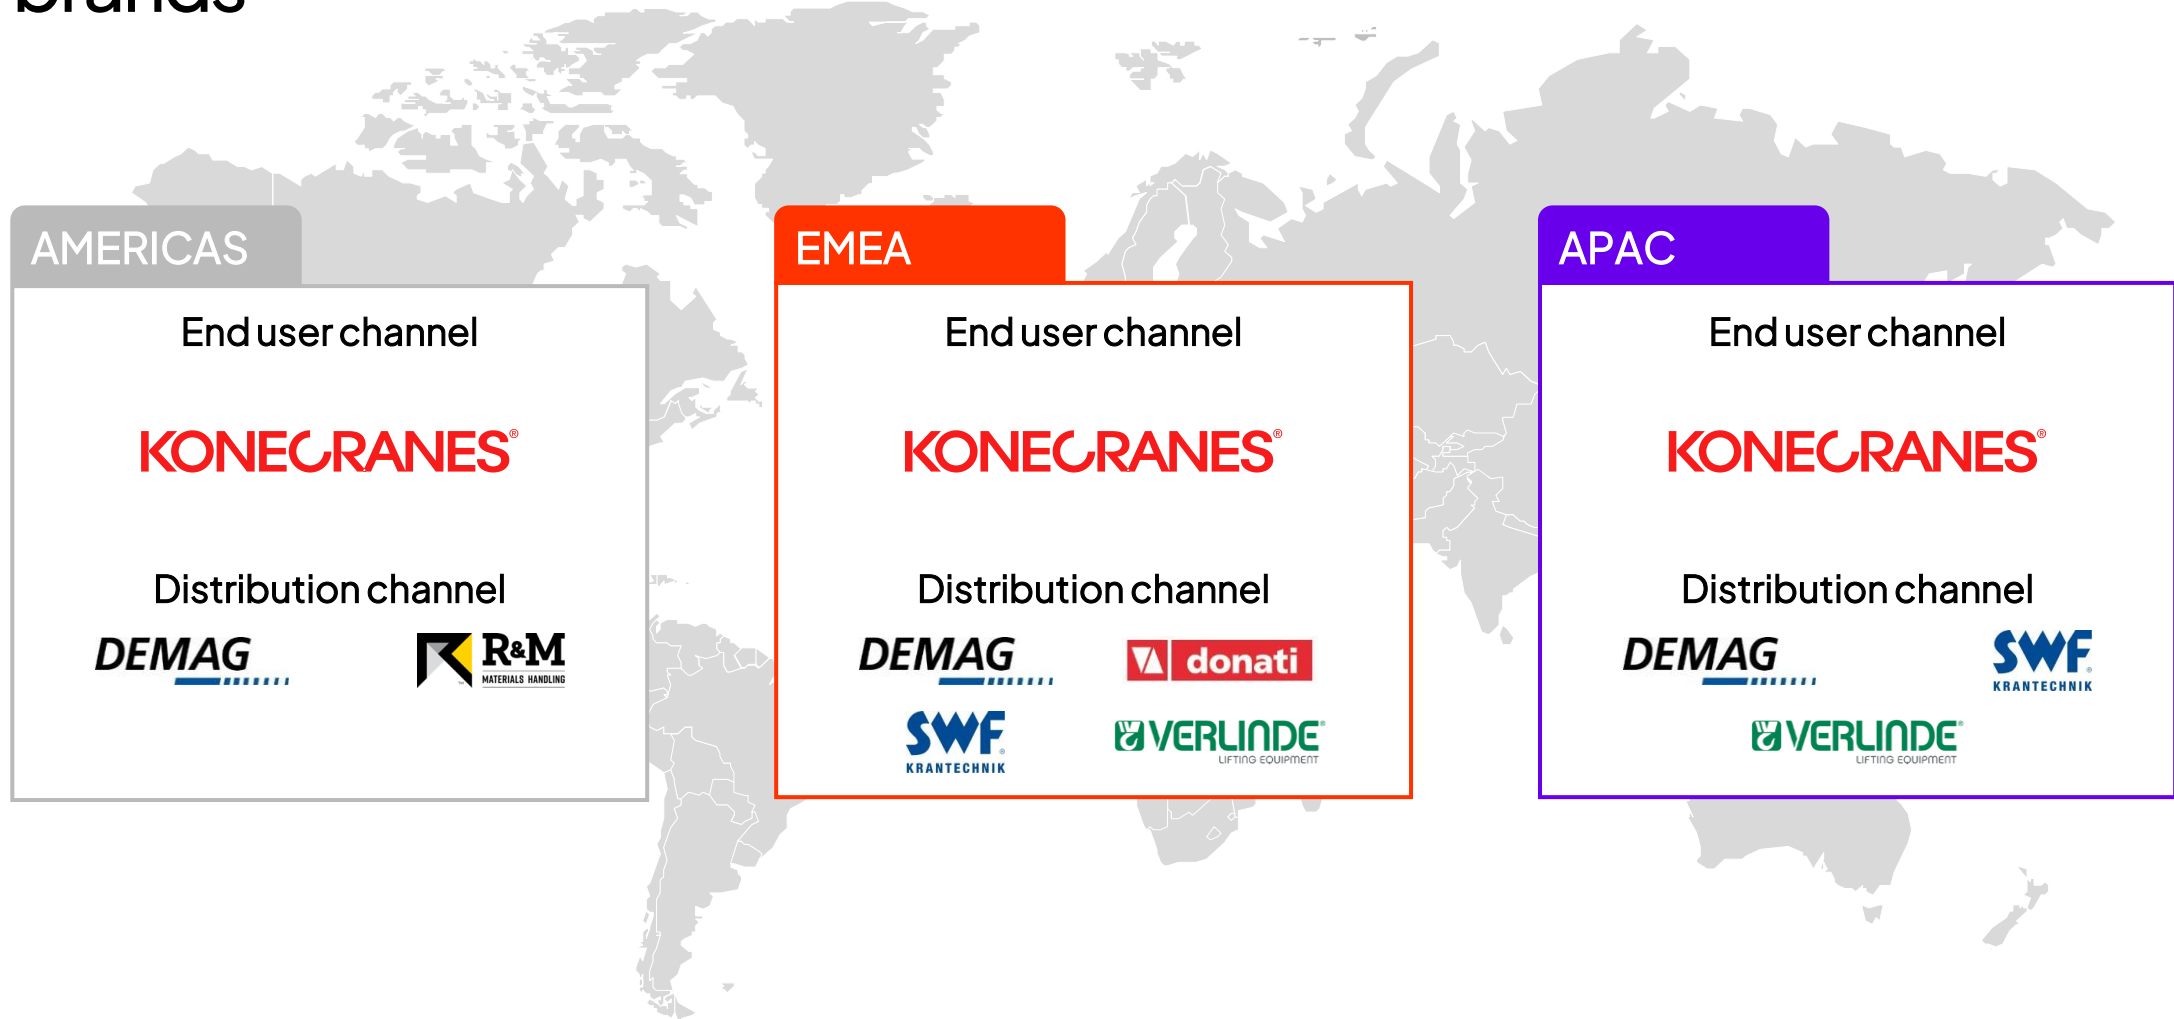 brands
AMERICAS
End user channel
KONECRANES®
Distribution channel
DEMAG
R&M
MATERIALS HANDLING
EMEA
End user channel
KONECRANES®
Distribution channel
DEMAG
donati
SWF
KRANTECHNIK
VERLINDE®
LIFTING EQUIPMENT
APAC
End user channel
KONECRANES®
Distribution channel
DEMAG
SWF
KRANTECHNIK
VERLINDE®
LIFTING EQUIPMENT